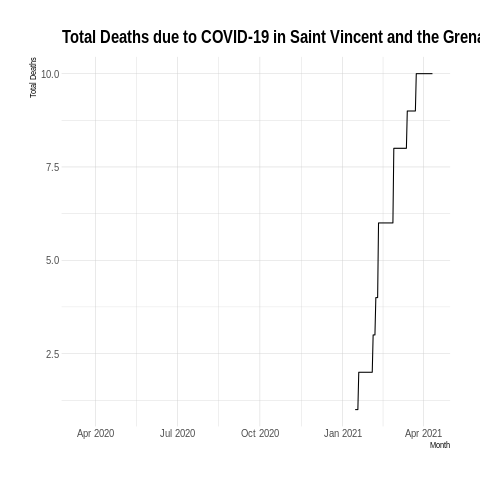 Total Deaths due to COVID-19 in Saint Vincent and the Grena
Total Deaths
10.0
7.5
5.0
2.5
Apr 2020 Jul 2020 Oct 2020 Jan 2021 Apr 2021
Month